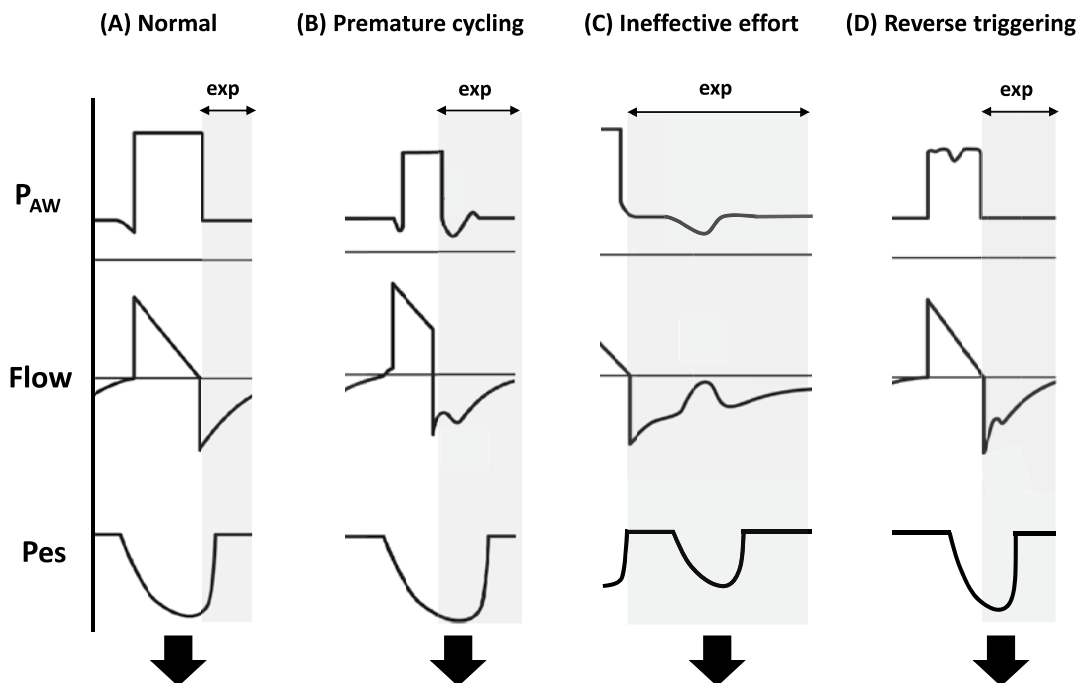 (A) Normal
(B) Premature cycling
(C) Ineffective effort
(D) Reverse triggering
exp
exp
exp
exp
PAW
Flow
Pes